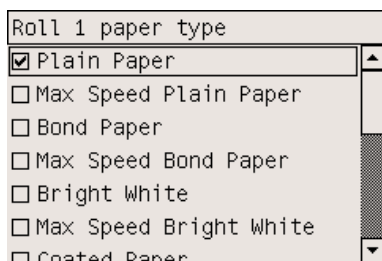 Roll 1 paper type
Plain Paper
Max Speed Plain Paper
Bond Paper
Max Speed Bond Paper
Bright White
Max Speed Bright White
Coated Paper